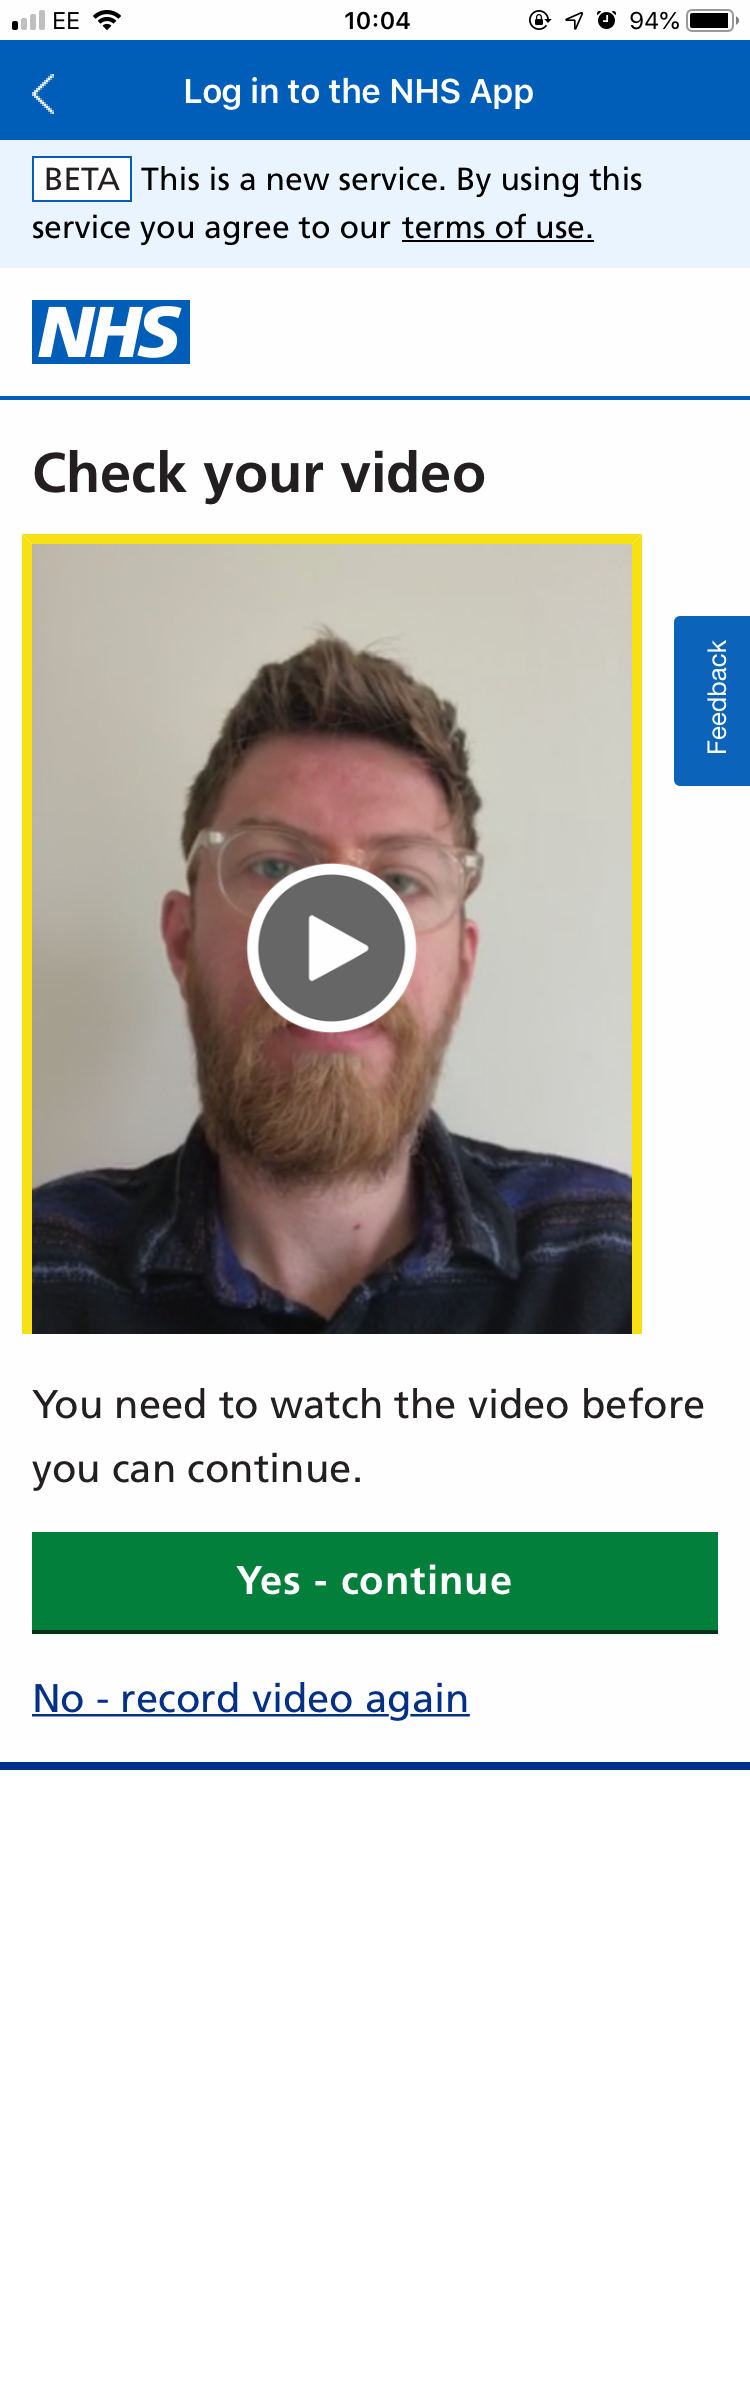 EE 10:04 94%
Log in to the NHS App
BETA This is a new service. By using this
service you agree to our terms of use.
NHS
Check your video
Feedback
You need to watch the video before
you can continue.
Yes - continue
No - record video again